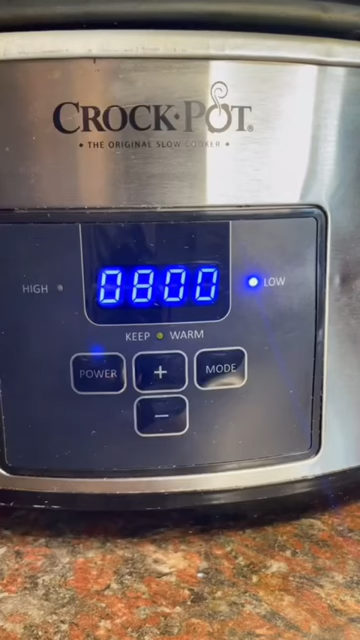 CROCK·POT®
• THE ORIGINAL SLOW COOKER •
HIGH
0800
LOW
KEEP WARM
POWER
+
MODE
−